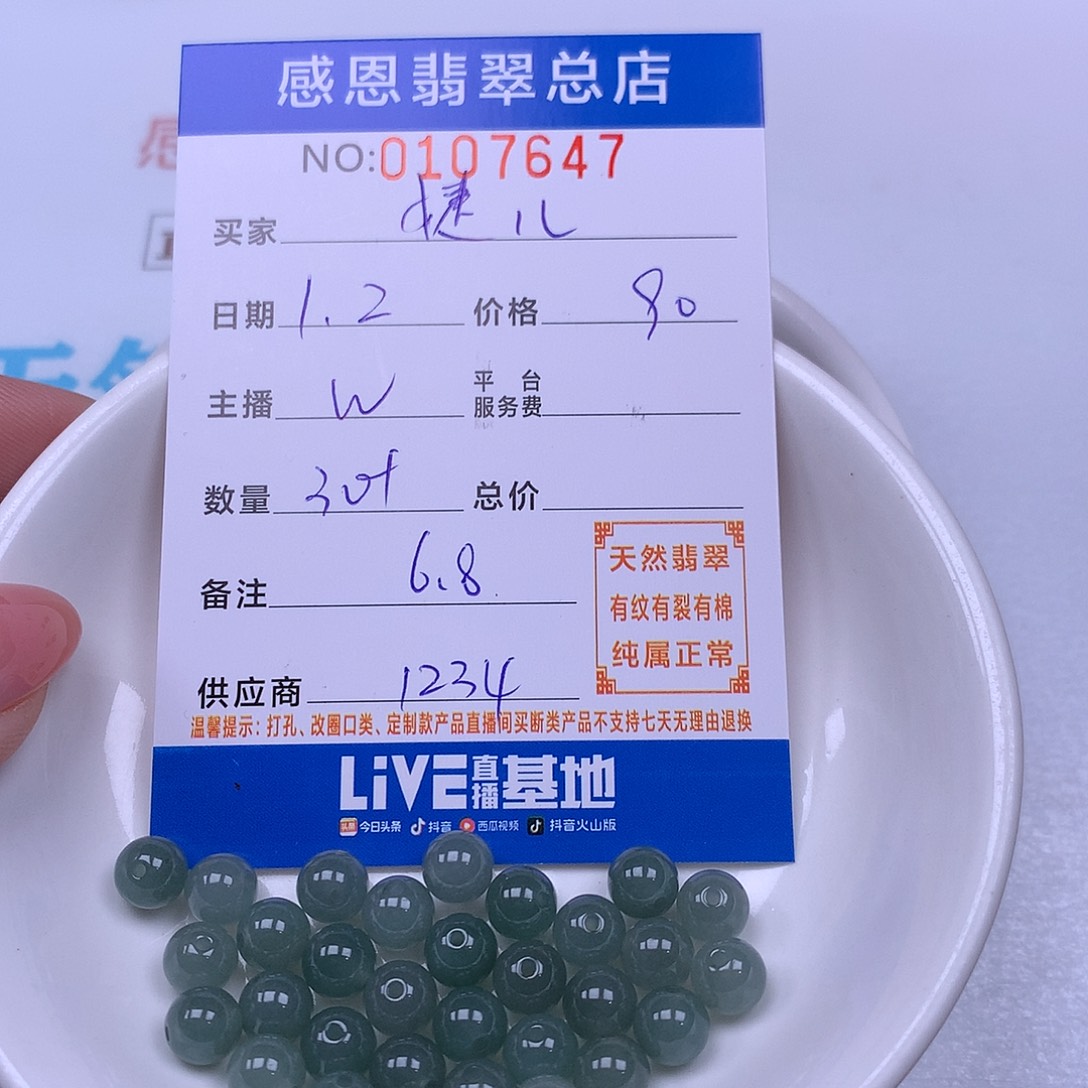 感恩翡翠总店
NO:0107647
买家 捷儿
日期 1.2 价格 90
主播 W 平台服务费
数量 30f 总价
备注 6.8
天然翡翠
有纹有裂有棉
纯属正常
供应商 1234
温馨提示：打孔、改圈口类、定制款产品直播间买断类产品不支持七天无理由退换
LiVE直播基地
头条 今日头条 抖音 西瓜视频 抖音火山版